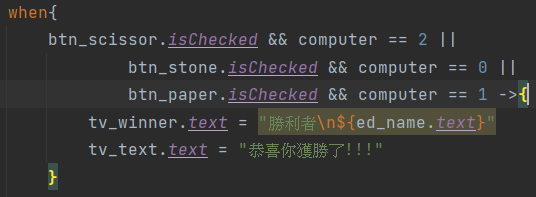 when{
btn_scissor.isChecked && computer == 2 ||
btn_stone.isChecked && computer == 0 ||
btn_paper.isChecked && computer == 1 ->{
tv_winner.text = "勝利者\n${ed_name.text}"
tv_text.text = "恭喜你獲勝了!!!"
}